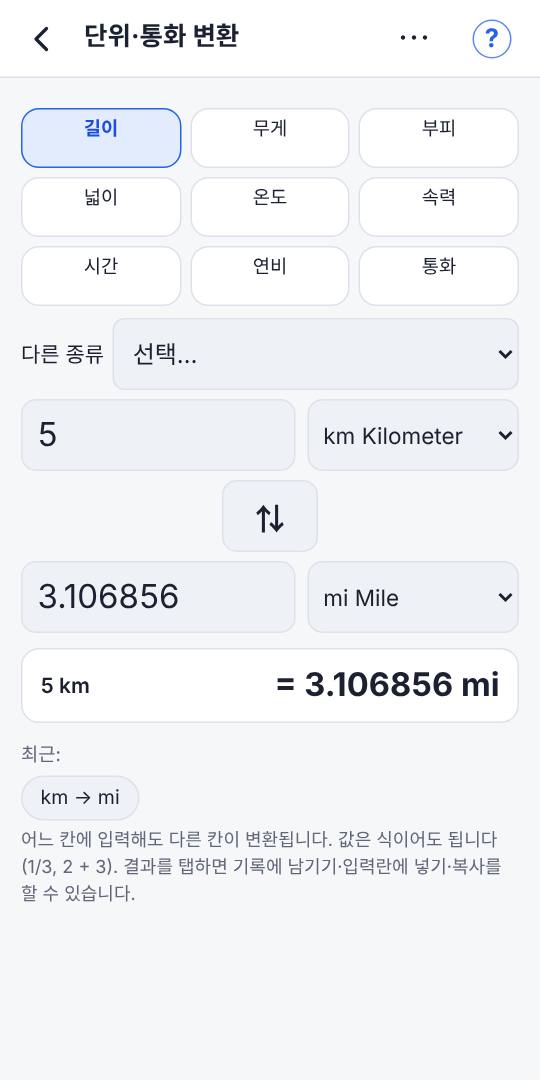 단위·통화 변환
...
?
길이
무게
부피
넓이
온도
속력
시간
연비
통화
다른 종류
선택...
5
km Kilometer
3.106856
mi Mile
5 km
= 3.106856 mi
최근:
km → mi
어느 칸에 입력해도 다른 칸이 변환됩니다. 값은 식이어도 됩니다
(1/3, 2 + 3). 결과를 탭하면 기록에 남기기·입력란에 넣기·복사를
할 수 있습니다.